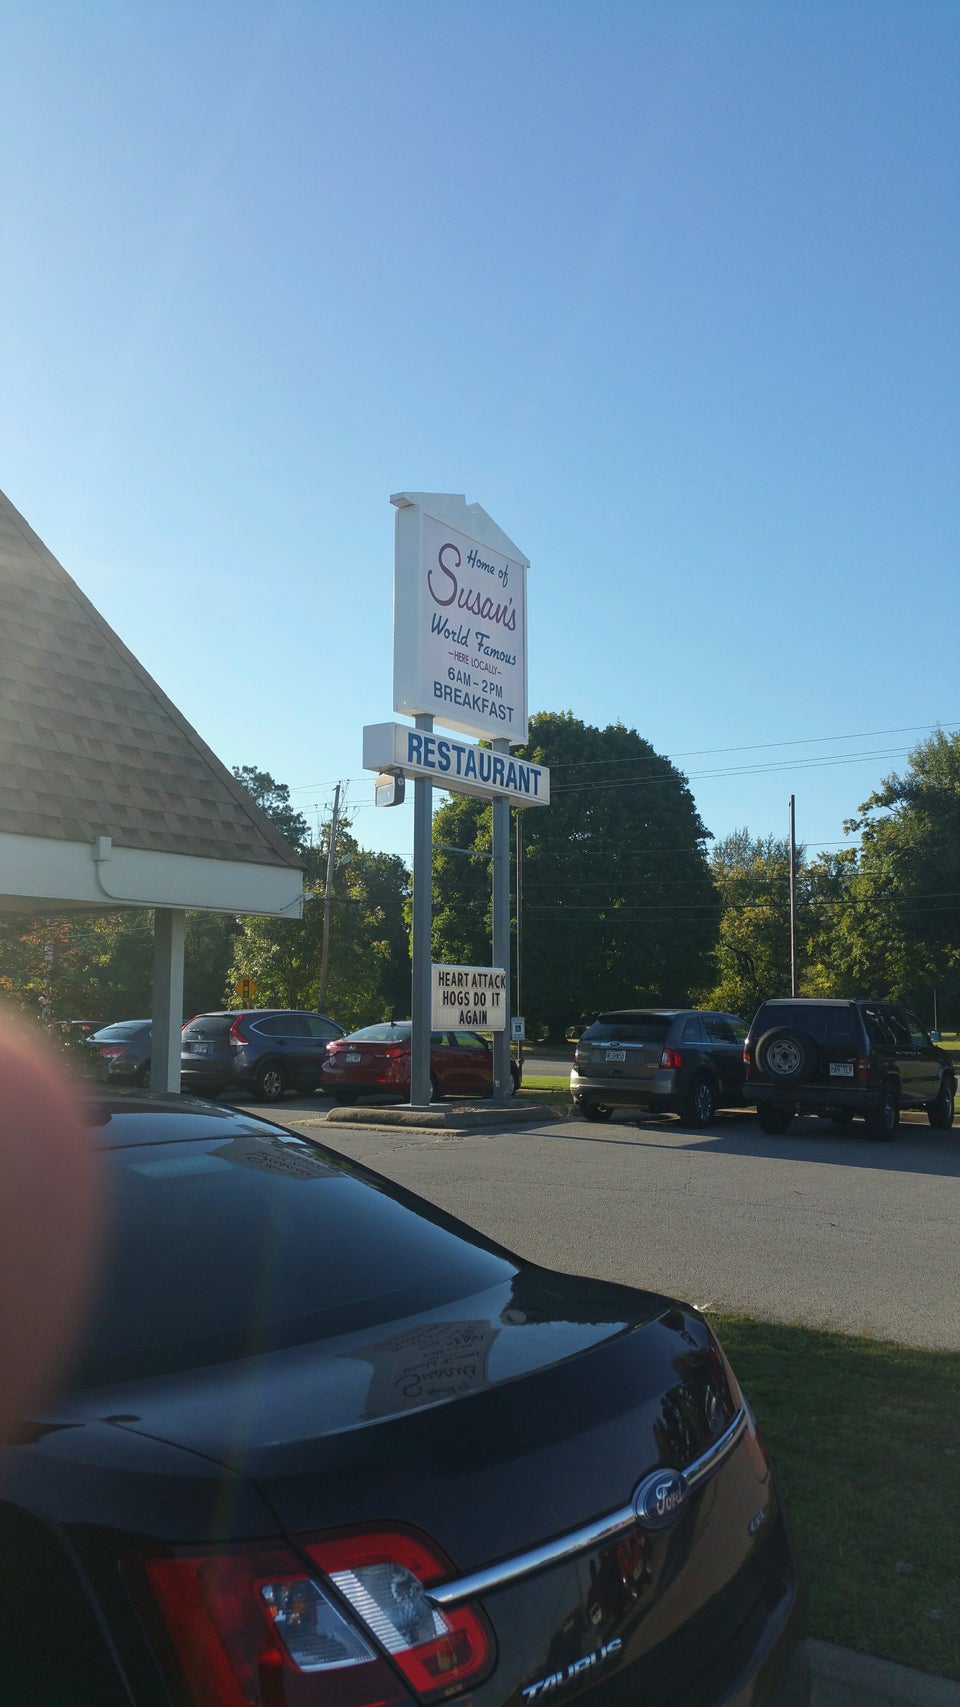 Home of
Susan's
World Famous
-HERE LOCALLY-
6AM - 2PM
BREAKFAST
RESTAURANT
HEART ATTACK
HOGS DO IT
AGAIN
Ford
TAURUS